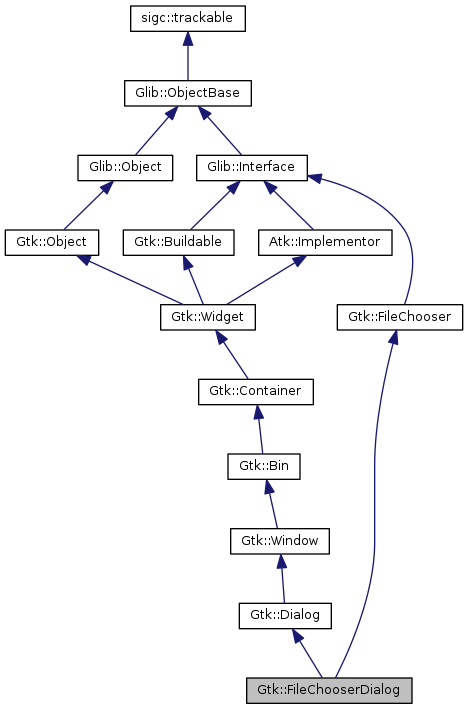 sigc::trackable
Glib::ObjectBase
Glib::Object
Glib::Interface
Gtk::Object
Gtk::Buildable
Atk::Implementor
Gtk::Widget
Gtk::FileChooser
Gtk::Container
Gtk::Bin
Gtk::Window
Gtk::Dialog
Gtk::FileChooserDialog